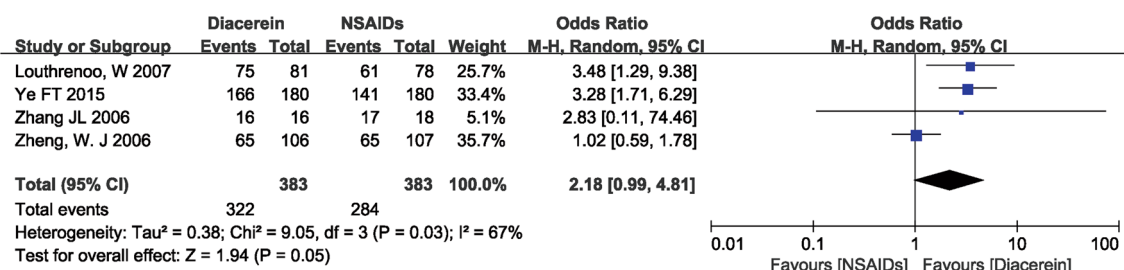 Diacerein NSAIDs Odds Ratio Odds Ratio
Study or Subgroup Events Total Events Total Weight M-H, Random, 95% CI M-H, Random, 95% CI
Louthrenoo, W 2007 75 81 61 78 25.7% 3.48 [1.29, 9.38]
Ye FT 2015 166 180 141 180 33.4% 3.28 [1.71, 6.29]
Zhang JL 2006 16 16 17 18 5.1% 2.83 [0.11, 74.46]
Zheng, W. J 2006 65 106 65 107 35.7% 1.02 [0.59, 1.78]
Total (95% CI) 383 383 100.0% 2.18 [0.99, 4.81]
Total events 322 284
Heterogeneity: Tau² = 0.38; Chi² = 9.05, df = 3 (P = 0.03); I² = 67%
Test for overall effect: Z = 1.94 (P = 0.05)
0.01 0.1 1 10 100
Favours [NSAIDs] Favours [Diacerein]